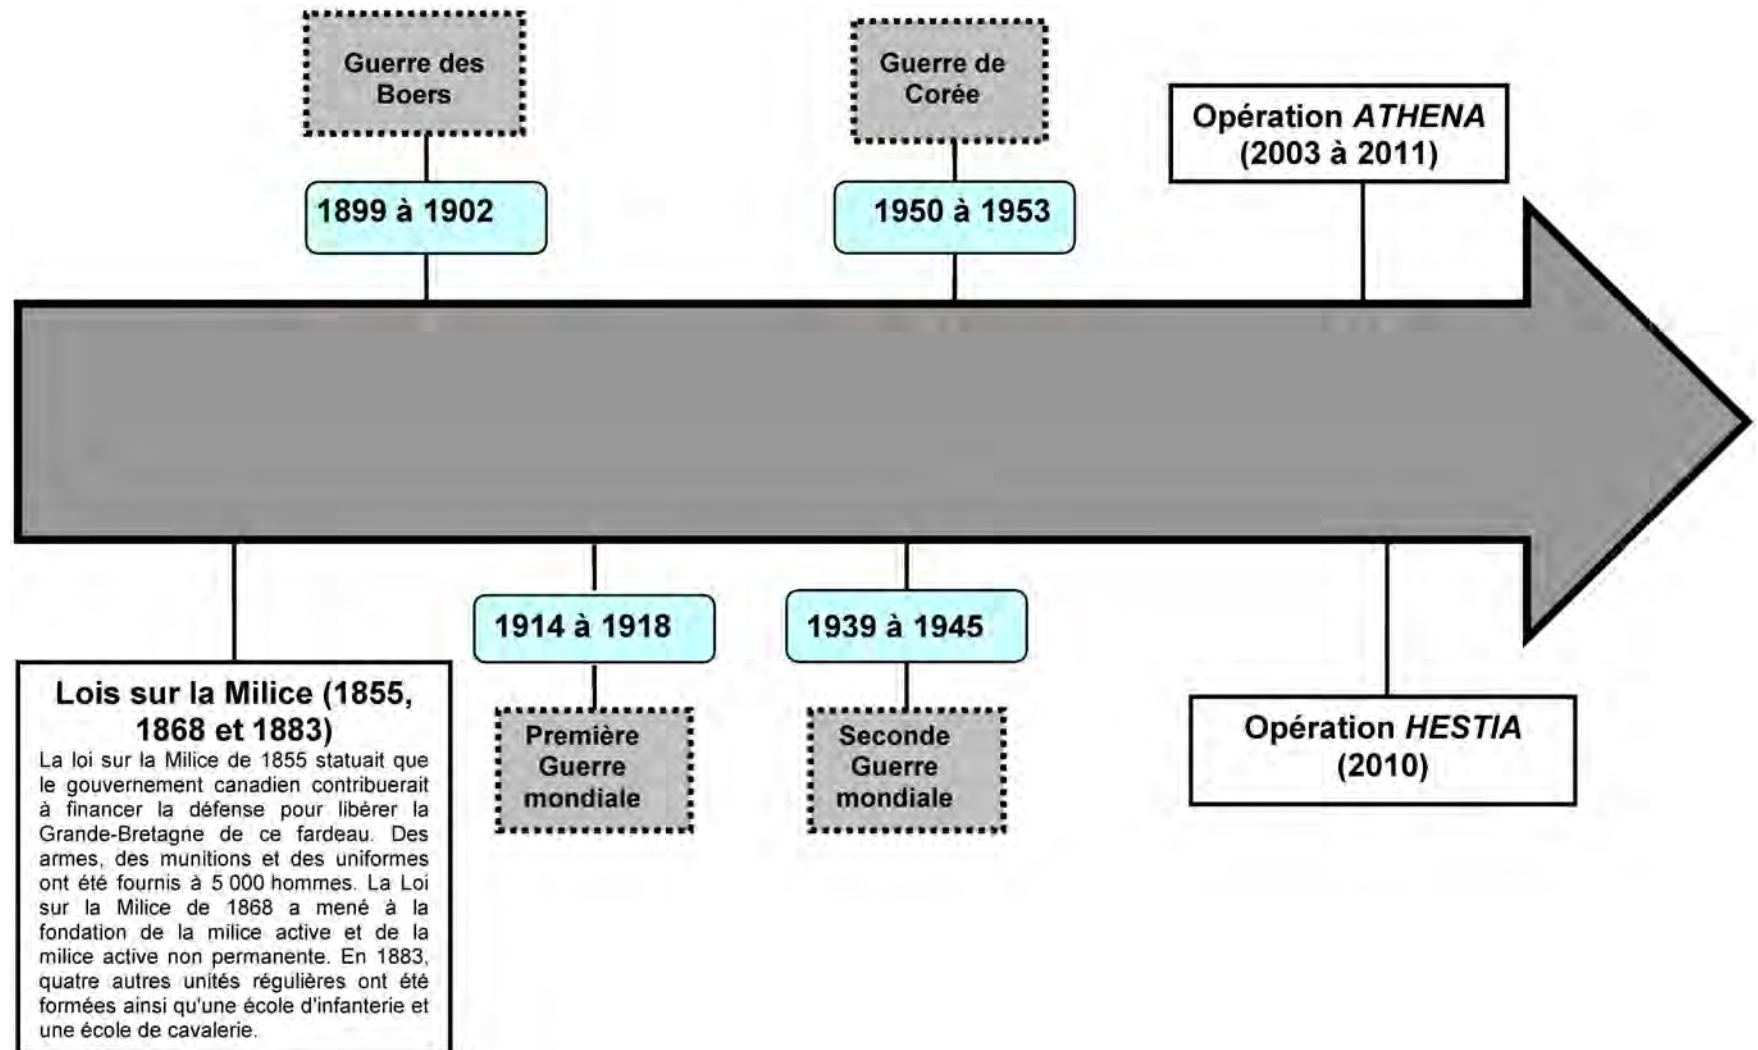 Guerre des
Boers
Guerre de
Corée
Opération ATHENA
(2003 à 2011)
1899 à 1902
1950 à 1953
1914 à 1918
1939 à 1945
Lois sur la Milice (1855,
1868 et 1883)
La loi sur la Milice de 1855 statuait que
le gouvernement canadien contribuerait
à financer la défense pour libérer la
Grande-Bretagne de ce fardeau. Des
armes, des munitions et des uniformes
ont été fournis à 5 000 hommes. La Loi
sur la Milice de 1868 a mené à la
fondation de la milice active et de la
milice active non permanente. En 1883,
quatre autres unités régulières ont été
formées ainsi qu'une école d'infanterie et
une école de cavalerie.
Première
Guerre
mondiale
Seconde
Guerre
mondiale
Opération HESTIA
(2010)